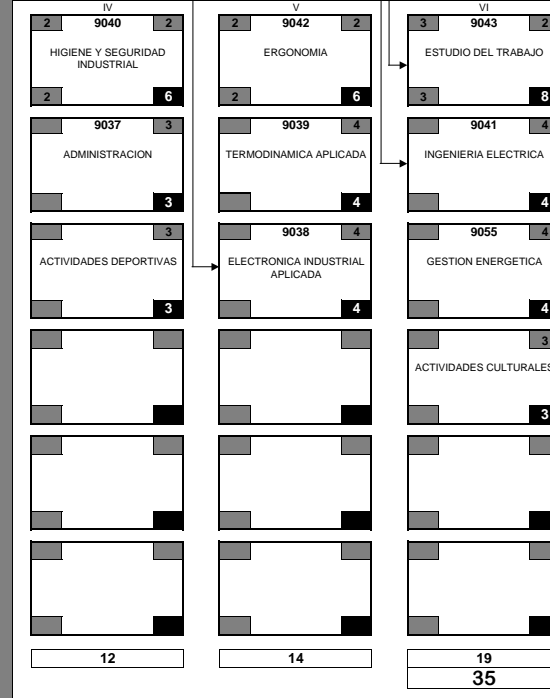 IV
2 9040 2
HIGIENE Y SEGURIDAD
INDUSTRIAL
2 6
9037 3
ADMINISTRACION
3
3
ACTIVIDADES DEPORTIVAS
3
12
V
2 9042 2
ERGONOMIA
2 6
9039 4
TERMODINAMICA APLICADA
4
9038 4
ELECTRONICA INDUSTRIAL
APLICADA
4
14
VI
3 9043 2
ESTUDIO DEL TRABAJO
3 8
9041 4
INGENIERIA ELECTRICA
4
9055 4
GESTION ENERGETICA
4
3
ACTIVIDADES CULTURALES
3
19
35